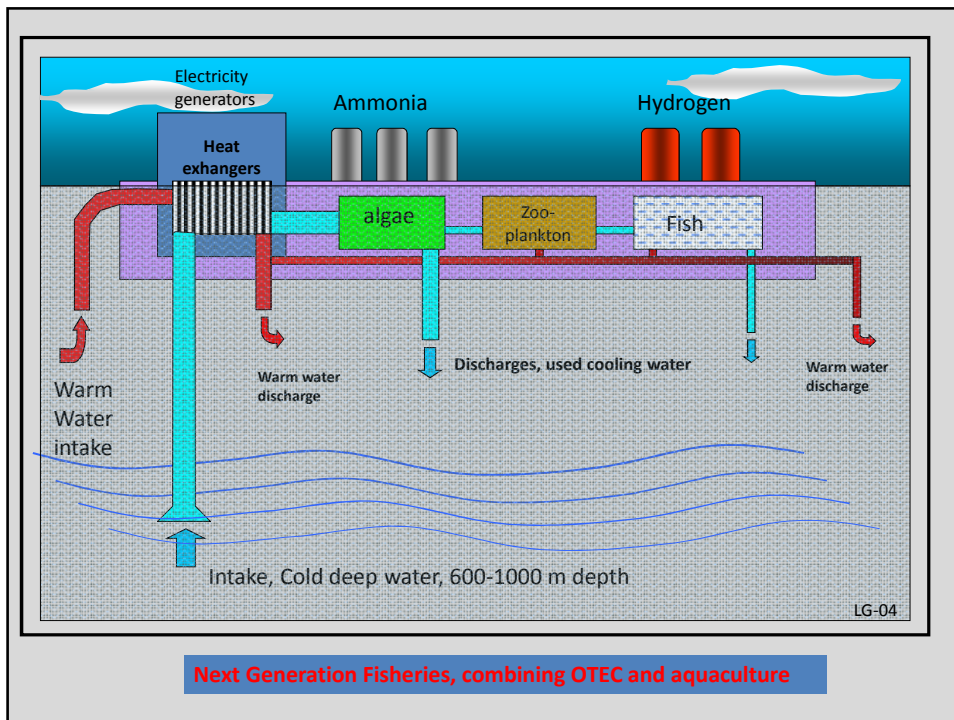 Electricity
generators
Ammonia
Hydrogen
Heat
exhangers
algae
Zoo-
plankton
Fish
Warm
Water
intake
Warm water
discharge
Discharges, used cooling water
Warm water
discharge
Intake, Cold deep water, 600-1000 m depth
LG-04
Next Generation Fisheries, combining OTEC and aquaculture